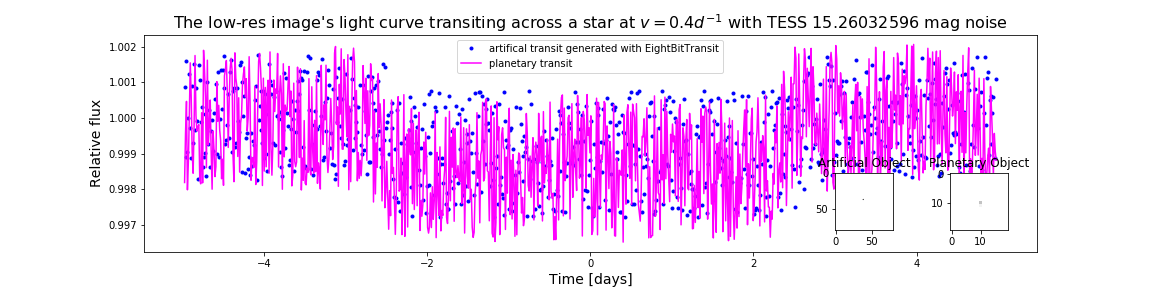 The low-res image's light curve transiting across a star at v = 0.4d⁻¹ with TESS 15.26032596 mag noise
artifical transit generated with EightBitTransit
planetary transit
1.002
1.001
1.000
0.999
0.998
0.997
Relative flux
−4
−2
0
2
4
Time [days]
Artificial Object
0
50
0
50
Planetary Object
0
10
0
10